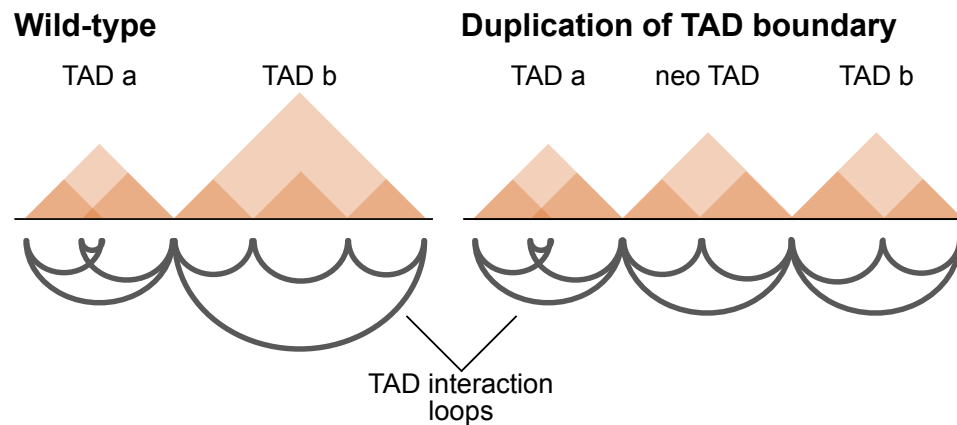 Wild-type
Duplication of TAD boundary
TAD a
TAD b
TAD a
neo TAD
TAD b
TAD interaction
loops